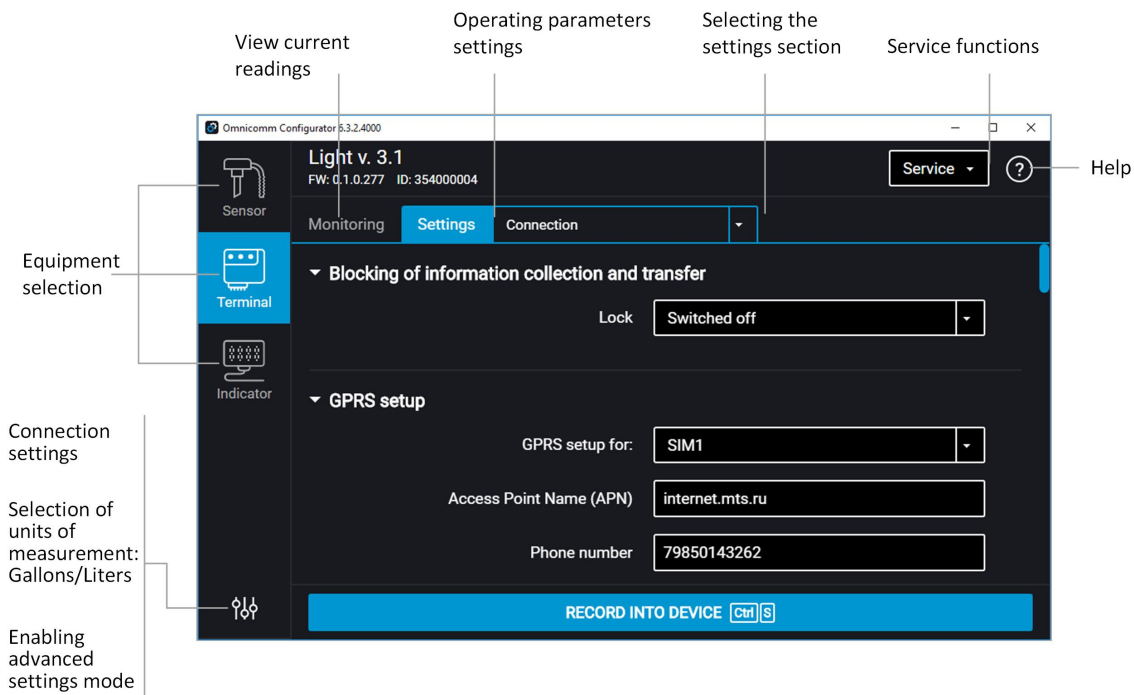 Operating parameters
settings
Selecting the
settings section
View current
readings
Service functions
Omnicomm Configurator 6.3.2.4000
Light v. 3.1
FW: 0.1.0.277 ID: 354000004
Service
?
Help
Sensor
Monitoring
Settings
Connection
Equipment
selection
Terminal
Blocking of information collection and transfer
Lock
Switched off
Indicator
GPRS setup
GPRS setup for:
SIM1
Access Point Name (APN)
internet.mts.ru
Phone number
79850143262
RECORD INTO DEVICE Ctrl S
Connection
settings
Selection of
units of
measurement:
Gallons/Liters
Enabling
advanced
settings mode